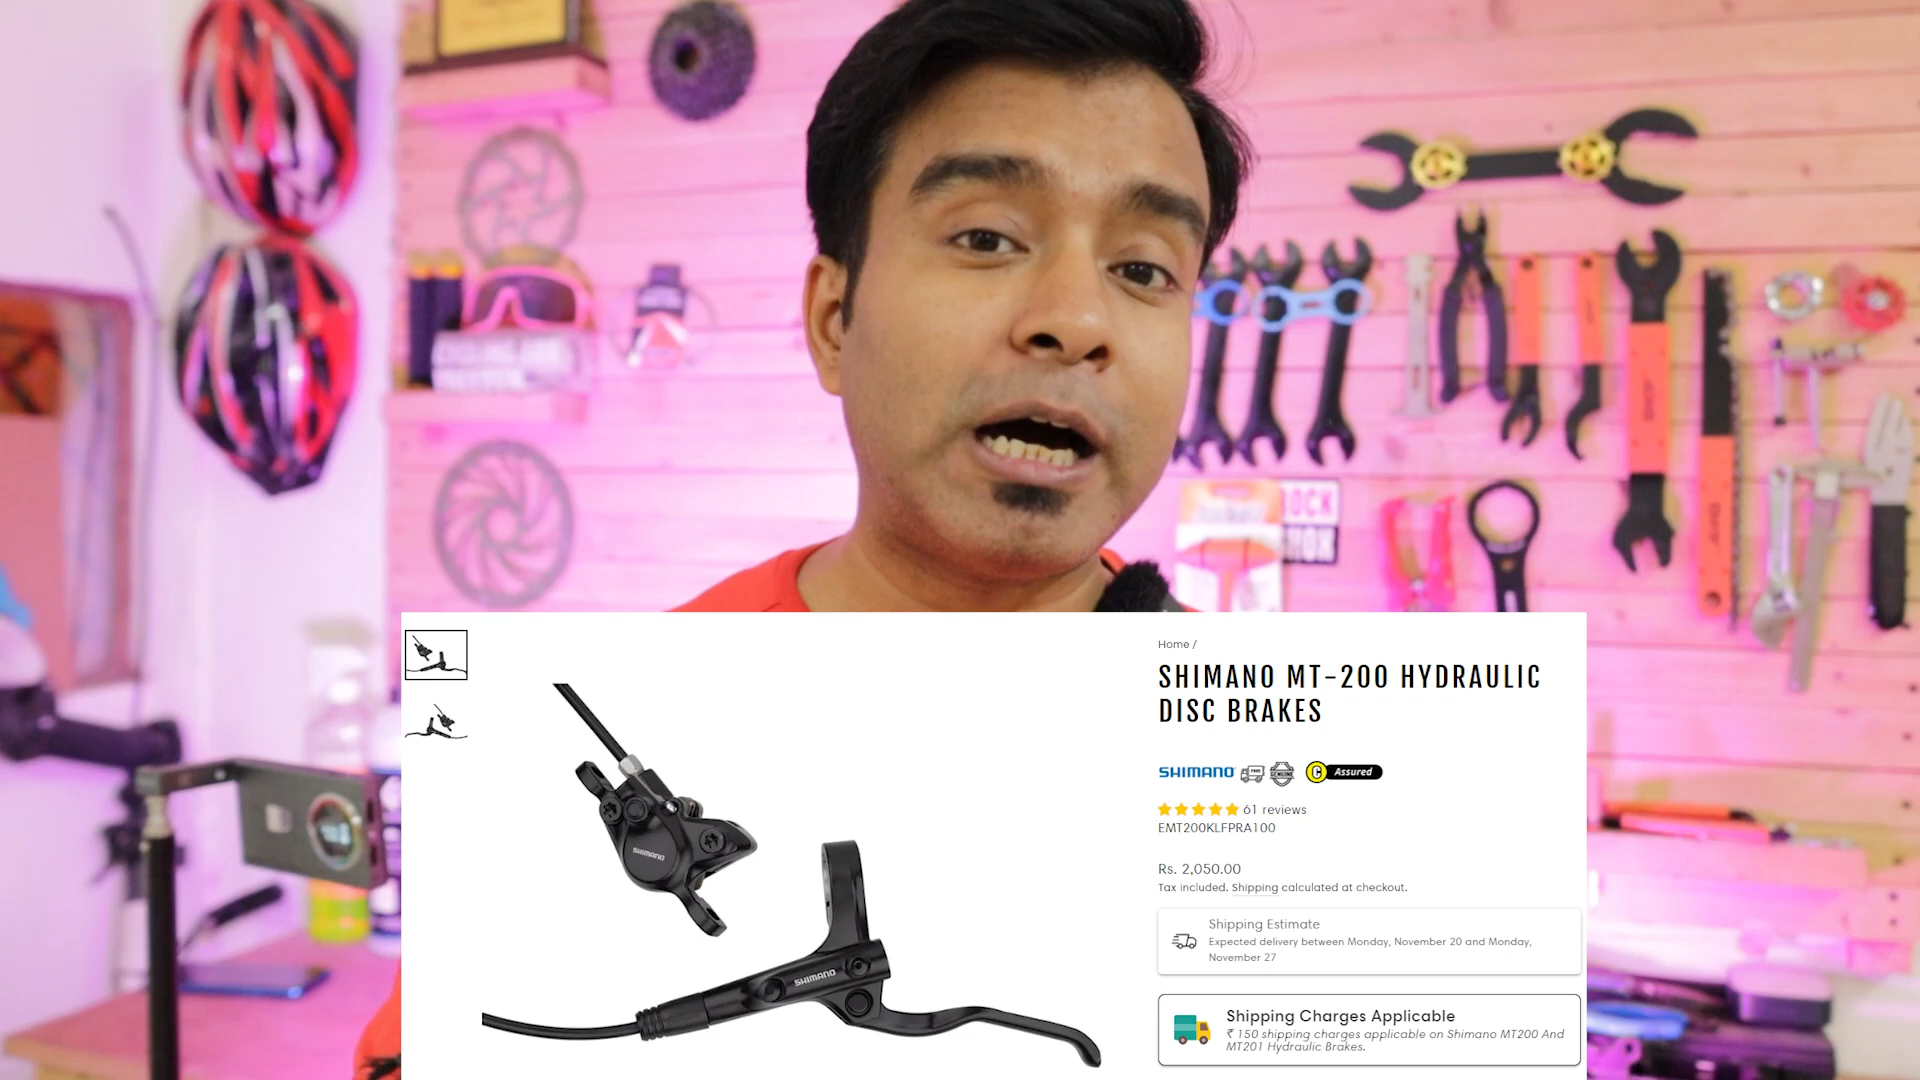 Home /
SHIMANO MT-200 HYDRAULIC
DISC BRAKES
SHIMANO
FREE
GENUINE
C Assured
61 reviews
EMT200KLFPRA100
Rs. 2,050.00
Tax included. Shipping calculated at checkout.
Shipping Estimate
Expected delivery between Monday, November 20 and Monday,
November 27
Shipping Charges Applicable
₹ 150 shipping charges applicable on Shimano MT200 And
MT201 Hydraulic Brakes.
SHIMANO
SHIMANO